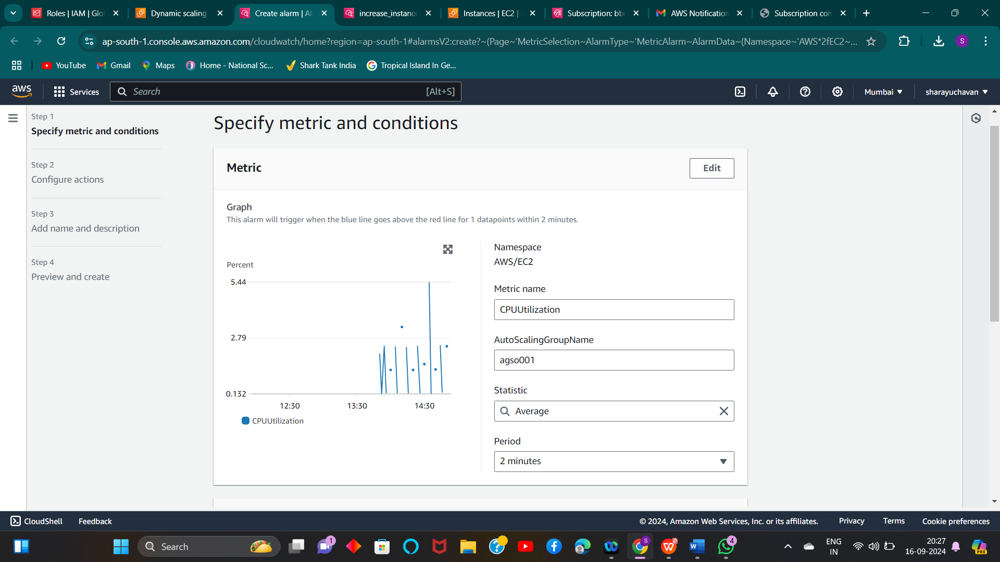 Roles | IAM | Glo
Dynamic scaling
Create alarm | Al
increase_instance
Instances | EC2 |
Subscription: bb
AWS Notification
Subscription con
ap-south-1.console.aws.amazon.com/cloudwatch/home?region=ap-south-1#alarmsV2:create?~(Page~'MetricSelection~AlarmType~'MetricAlarm~AlarmData~(Namespace~'AWS*2fEC2~...
S
YouTube
Gmail
Maps
Home - National Sc...
Shark Tank India
Tropical Island In Ge...
aws
Services
Search
[Alt+S]
Mumbai
sharayuchavan
Step 1
Specify metric and conditions
Step 2
Configure actions
Step 3
Add name and description
Step 4
Preview and create
Specify metric and conditions
Metric
Edit
Graph
This alarm will trigger when the blue line goes above the red line for 1 datapoints within 2 minutes.
Percent
5.44
2.79
0.132
12:30
13:30
14:30
CPUUtilization
Namespace
AWS/EC2
Metric name
CPUUtilization
AutoScalingGroupName
agso001
Statistic
Average
Period
2 minutes
CloudShell
Feedback
© 2024, Amazon Web Services, Inc. or its affiliates.
Privacy
Terms
Cookie preferences
Search
1
S
4
ENG
IN
20:27
16-09-2024
PRE